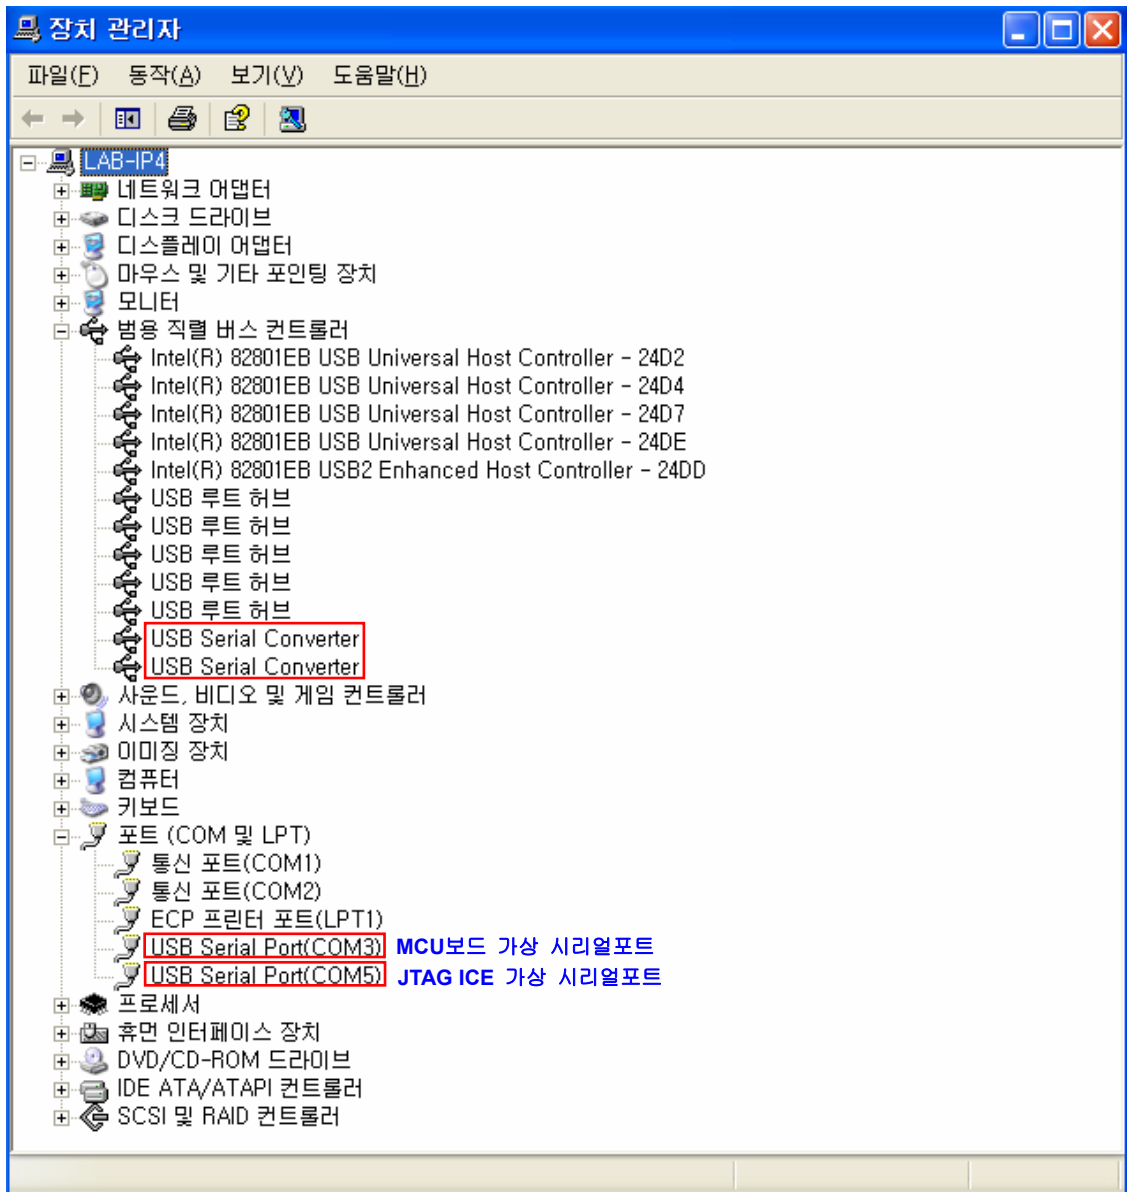 장치 관리자
파일(F) 동작(A) 보기(V) 도움말(H)
LAB-IP4
네트워크 어댑터
디스크 드라이브
디스플레이 어댑터
마우스 및 기타 포인팅 장치
모니터
범용 직렬 버스 컨트롤러
Intel(R) 82801EB USB Universal Host Controller - 24D2
Intel(R) 82801EB USB Universal Host Controller - 24D4
Intel(R) 82801EB USB Universal Host Controller - 24D7
Intel(R) 82801EB USB Universal Host Controller - 24DE
Intel(R) 82801EB USB2 Enhanced Host Controller - 24DD
USB 루트 허브
USB 루트 허브
USB 루트 허브
USB 루트 허브
USB 루트 허브
USB Serial Converter
USB Serial Converter
사운드, 비디오 및 게임 컨트롤러
시스템 장치
이미징 장치
컴퓨터
키보드
포트 (COM 및 LPT)
통신 포트(COM1)
통신 포트(COM2)
ECP 프린터 포트(LPT1)
USB Serial Port(COM3) MCU보드 가상 시리얼포트
USB Serial Port(COM5) JTAG ICE 가상 시리얼포트
프로세서
휴먼 인터페이스 장치
DVD/CD-ROM 드라이브
IDE ATA/ATAPI 컨트롤러
SCSI 및 RAID 컨트롤러